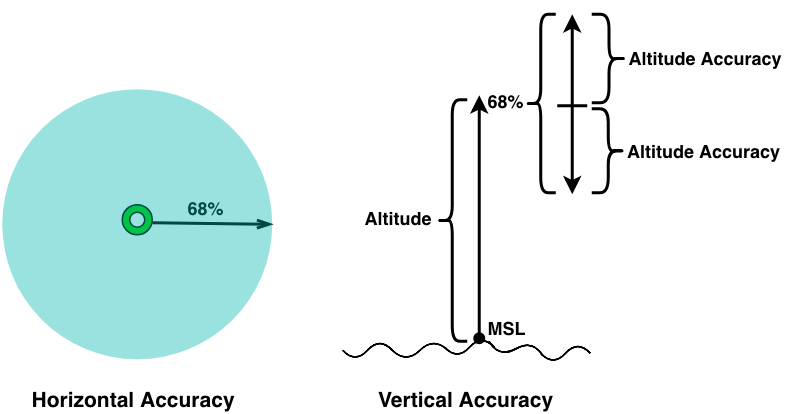 68%
Horizontal Accuracy
Altitude Accuracy
68%
Altitude Accuracy
Altitude
MSL
Vertical Accuracy